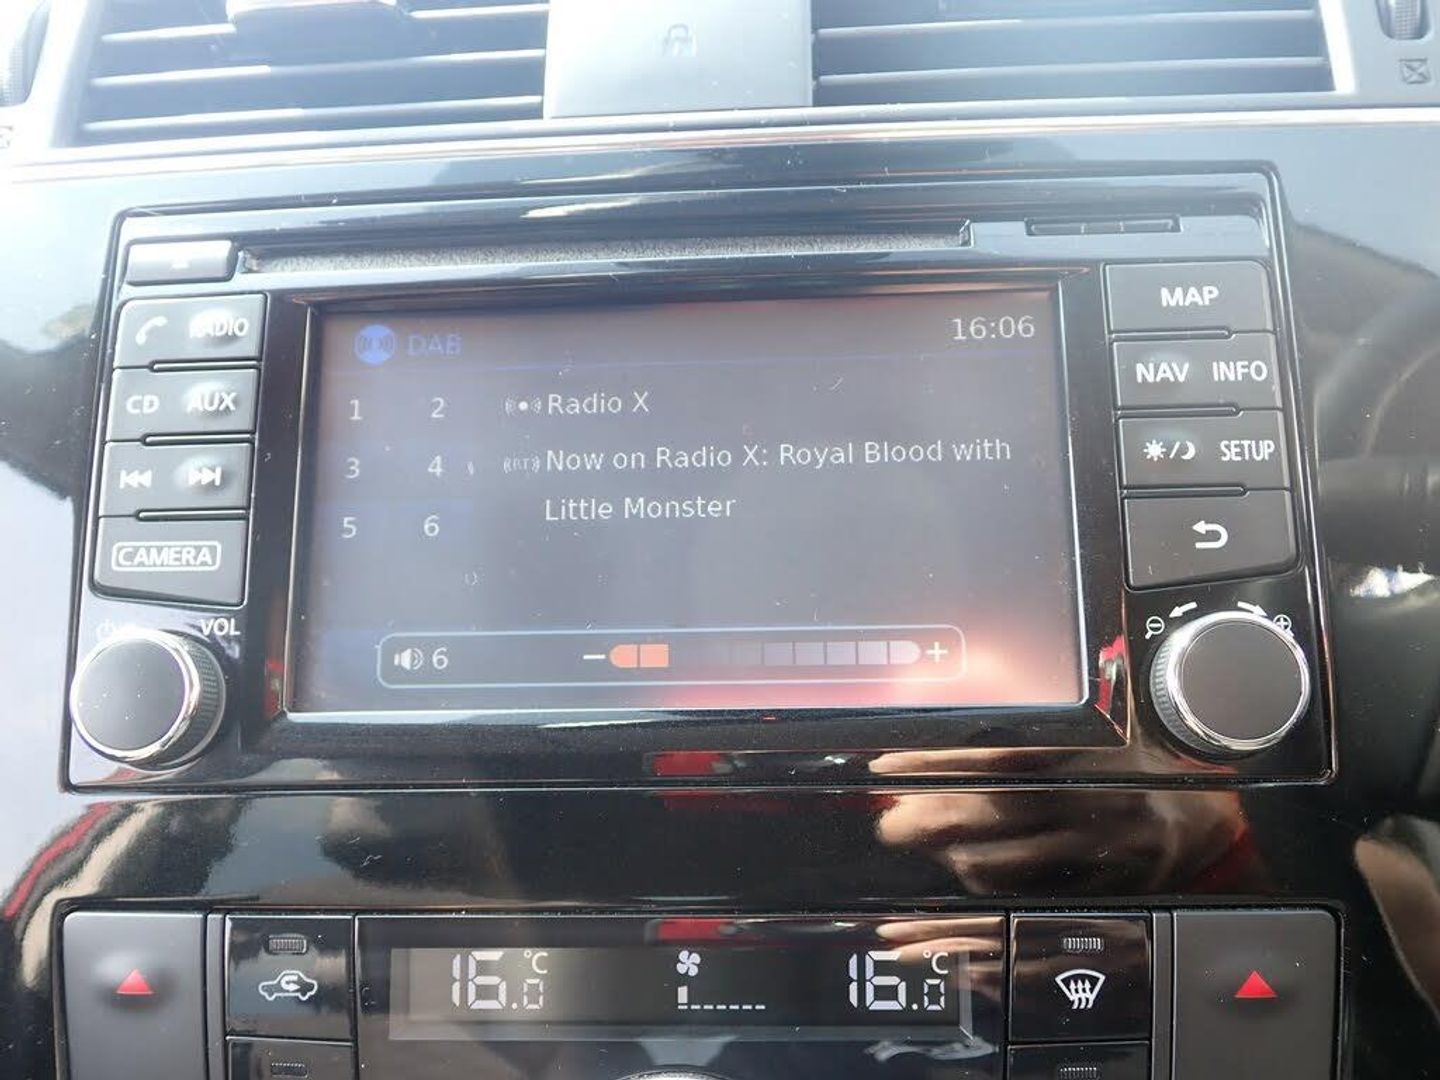 RADIO
CD AUX
CAMERA
VOL
DAB
16:06
1 2
3 4
5 6
Radio X
Now on Radio X: Royal Blood with
Little Monster
6
MAP
NAV INFO
SETUP
16.0 °C
16.0 °C